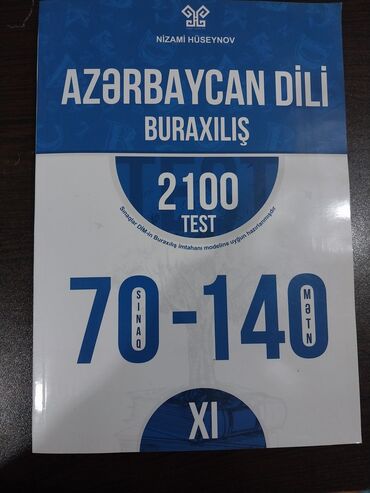 NİZAMİ HÜSEYNOV
AZƏRBAYCAN DİLİ
BURAXILIŞ
TEST
2100
TEST
Sınaqlar DİM-in Buraxılış imtahanı modelinə uyğun hazırlanmışdır
70-140
SINAQ
MƏTN
XI